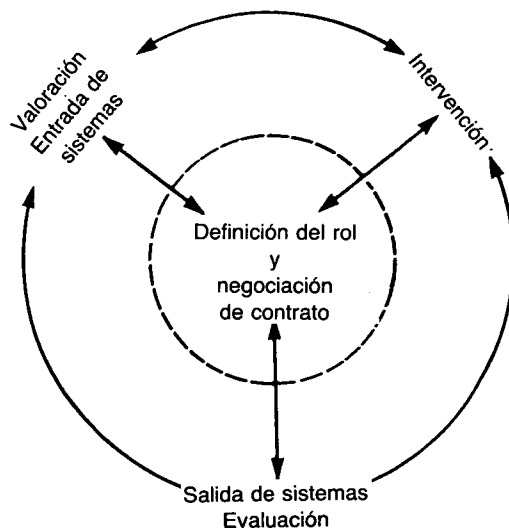 Valoración
Entrada de
sistemas
Intervención
Definición del rol
y
negociación
de contrato
Salida de sistemas
Evaluación